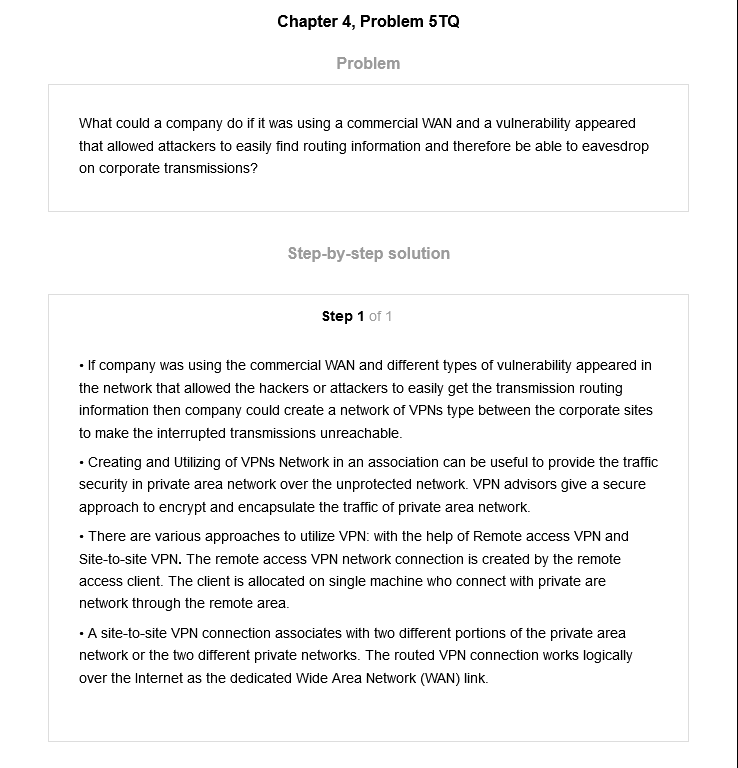 Chapter 4, Problem 5TQ
Problem
What could a company do if it was using a commercial WAN and a vulnerability appeared
that allowed attackers to easily find routing information and therefore be able to eavesdrop
on corporate transmissions?
Step-by-step solution
Step 1 of 1
• If company was using the commercial WAN and different types of vulnerability appeared in
the network that allowed the hackers or attackers to easily get the transmission routing
information then company could create a network of VPNs type between the corporate sites
to make the interrupted transmissions unreachable.
• Creating and Utilizing of VPNs Network in an association can be useful to provide the traffic
security in private area network over the unprotected network. VPN advisors give a secure
approach to encrypt and encapsulate the traffic of private area network.
• There are various approaches to utilize VPN: with the help of Remote access VPN and
Site-to-site VPN. The remote access VPN network connection is created by the remote
access client. The client is allocated on single machine who connect with private are
network through the remote area.
• A site-to-site VPN connection associates with two different portions of the private area
network or the two different private networks. The routed VPN connection works logically
over the Internet as the dedicated Wide Area Network (WAN) link.